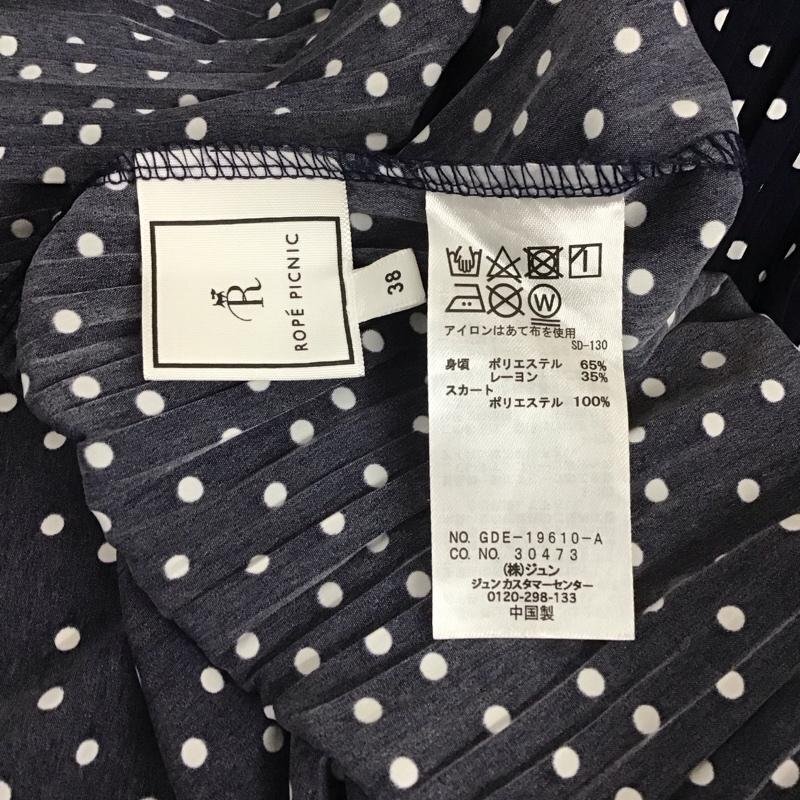 R
ROPÉ PICNIC
38
W
アイロンはあて布を使用
SD-130
身頃 ポリエステル 65%
レーヨン 35%
スカート
ポリエステル 100%
NO. GDE-19610-A
CO. NO. 30473
(株)ジュン
ジュンカスタマーセンター
0120-298-133
中国製